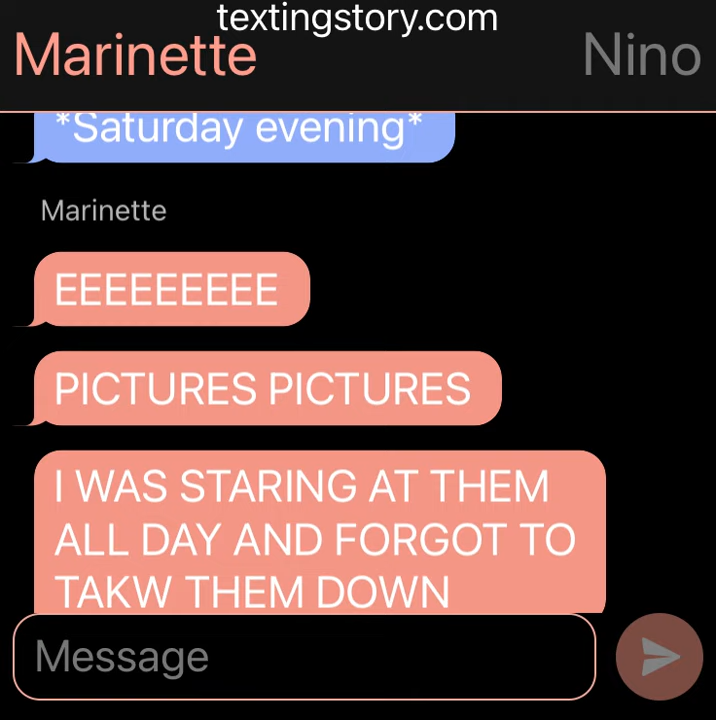 textingstory.com
Marinette
Nino
*Saturday evening*
Marinette
EEEEEEEEE
PICTURES PICTURES
I WAS STARING AT THEM
ALL DAY AND FORGOT TO
TAKW THEM DOWN
Message